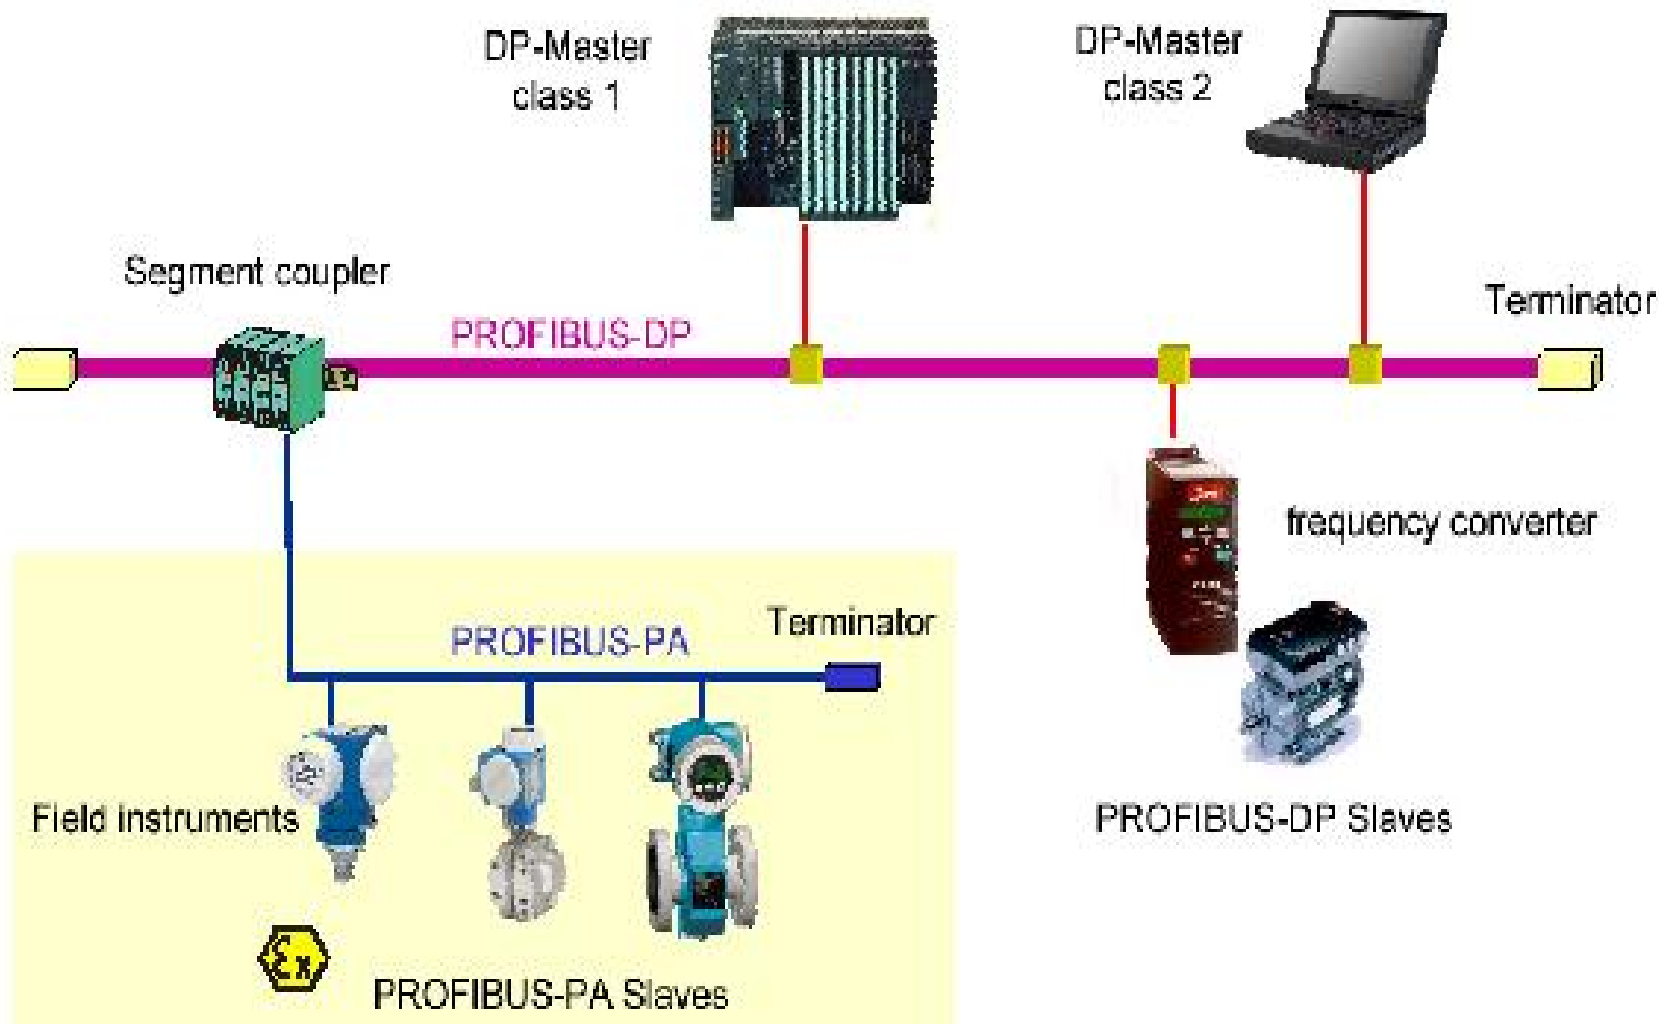 DP-Master
class 1
DP-Master
class 2
Segment coupler
PROFIBUS-DP
Terminator
frequency converter
PROFIBUS-PA
Terminator
Field instruments
PROFIBUS-DP Slaves
Ex
PROFIBUS-PA Slaves